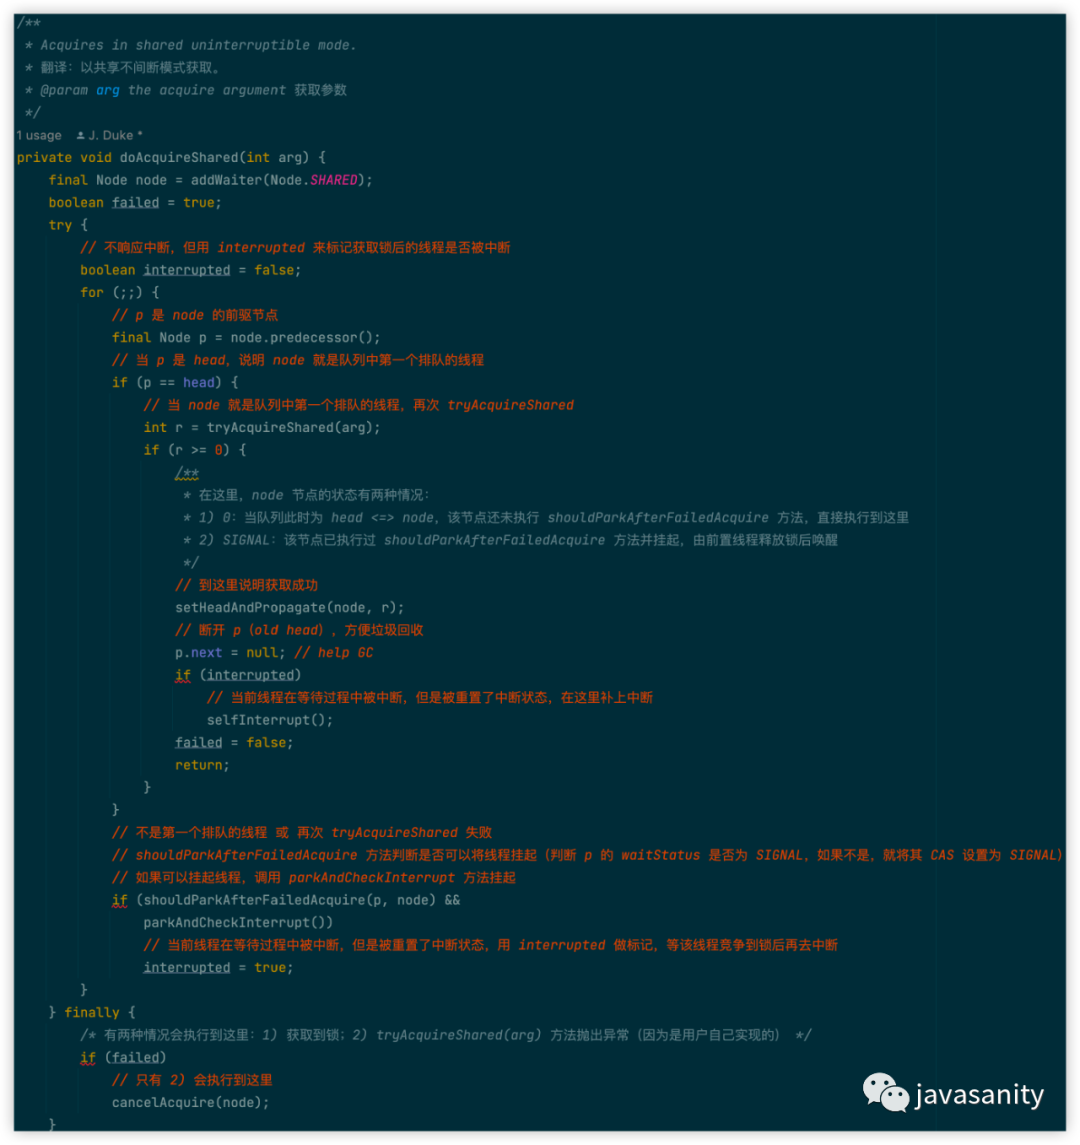 /**
* Acquires in shared uninterruptible mode.
* 翻译：以共享不间断模式获取。
* @param arg the acquire argument 获取参数
*/
1 usage J. Duke *
private void doAcquireShared(int arg) {
final Node node = addWaiter(Node.SHARED);
boolean failed = true;
try {
// 不响应中断，但用 interrupted 来标记获取锁后的线程是否被中断
boolean interrupted = false;
for (;;) {
// p 是 node 的前驱节点
final Node p = node.predecessor();
// 当 p 是 head，说明 node 就是队列中第一个排队的线程
if (p == head) {
// 当 node 就是队列中第一个排队的线程，再次 tryAcquireShared
int r = tryAcquireShared(arg);
if (r >= 0) {
/**
* 在这里，node 节点的状态有两种情况：
* 1) 0：当队列此时为 head <=> node，该节点还未执行 shouldParkAfterFailedAcquire 方法，直接执行到这里
* 2) SIGNAL：该节点已执行过 shouldParkAfterFailedAcquire 方法并挂起，由前置线程释放锁后唤醒
*/
// 到这里说明获取成功
setHeadAndPropagate(node, r);
// 断开 p（old head），方便垃圾回收
p.next = null; // help GC
if (interrupted)
// 当前线程在等待过程中被中断，但是被重置了中断状态，在这里补上中断
selfInterrupt();
failed = false;
return;
}
}
// 不是第一个排队的线程 或 再次 tryAcquireShared 失败
// shouldParkAfterFailedAcquire 方法判断是否可以将线程挂起（判断 p 的 waitStatus 是否为 SIGNAL，如果不是，就将其 CAS 设置为 SIGNAL）
// 如果可以挂起线程，调用 parkAndCheckInterrupt 方法挂起
if (shouldParkAfterFailedAcquire(p, node) &&
parkAndCheckInterrupt())
// 当前线程在等待过程中被中断，但是被重置了中断状态，用 interrupted 做标记，等该线程竞争到锁后再去中断
interrupted = true;
}
} finally {
/* 有两种情况会执行到这里：1) 获取到锁；2) tryAcquireShared(arg) 方法抛出异常（因为是用户自己实现的） */
if (failed)
// 只有 2) 会执行到这里
cancelAcquire(node);
}
javasanity